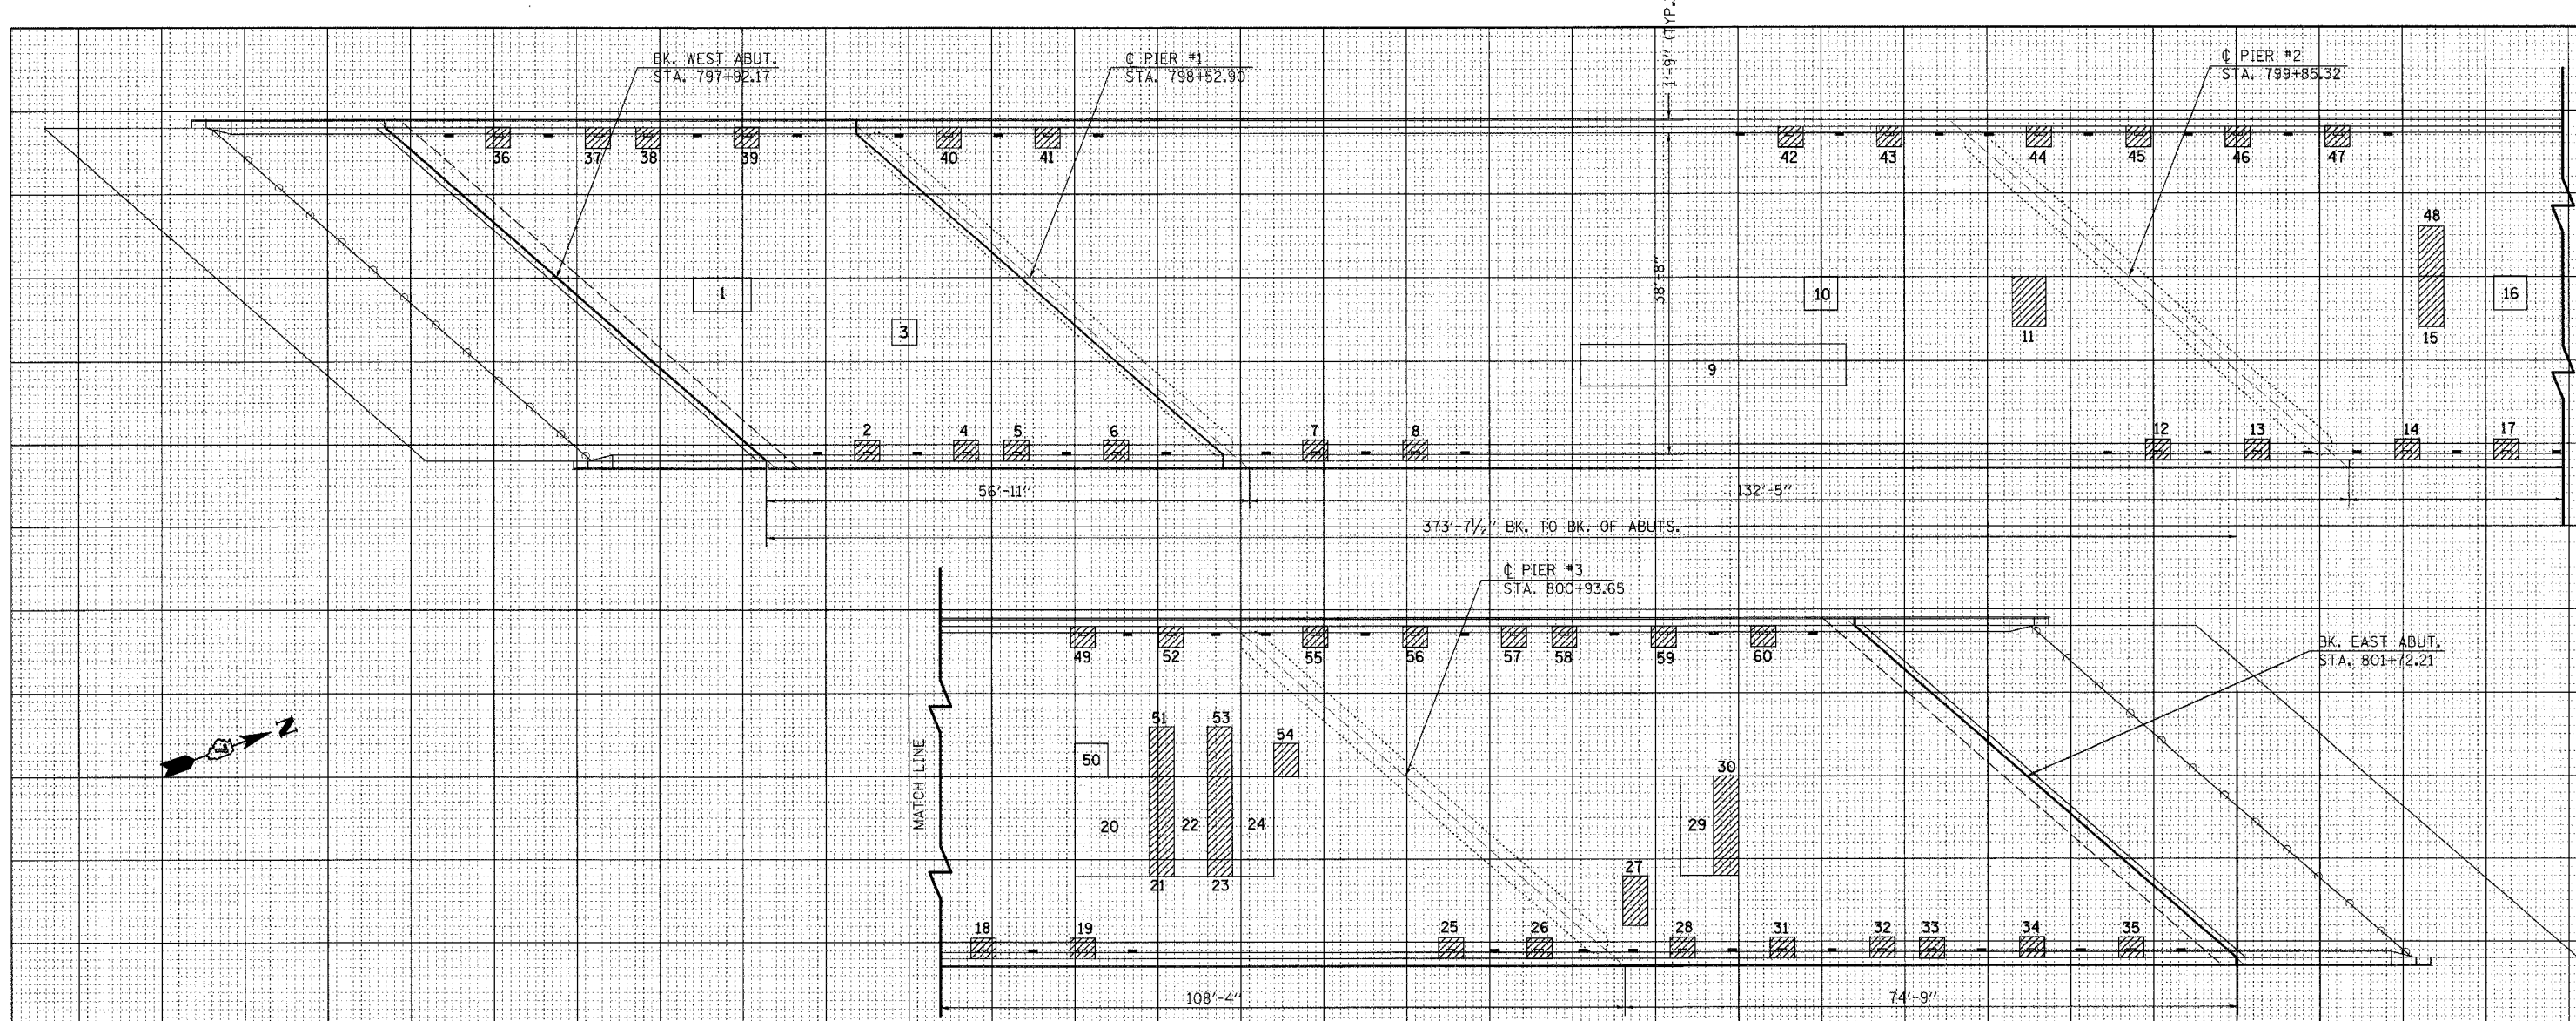 1'-9" (TYP.
BK. WEST ABUT.
STA. 797+92.17
℄ PIER #1
STA. 798+52.90
℄ PIER #2
STA. 799+85.32
36 37 38 39 40 41 42 43 44 45 46 47
48
38'-8"
1 10 16
3 11 15
9
2 4 5 6 7 8 12 13 14 17
56'-11" 132'-5"
373'-7 1/2" BK. TO BK. OF ABUTS.
℄ PIER #3
STA. 800+93.65
49 52 55 56 57 58 59 60
BK. EAST ABUT.
STA. 801+72.21
N
51 53 54
50
MATCH LINE
30
20 22 24 29
21 23 27
18 19 25 26 28 31 32 33 34 35
108'-4" 74'-9"